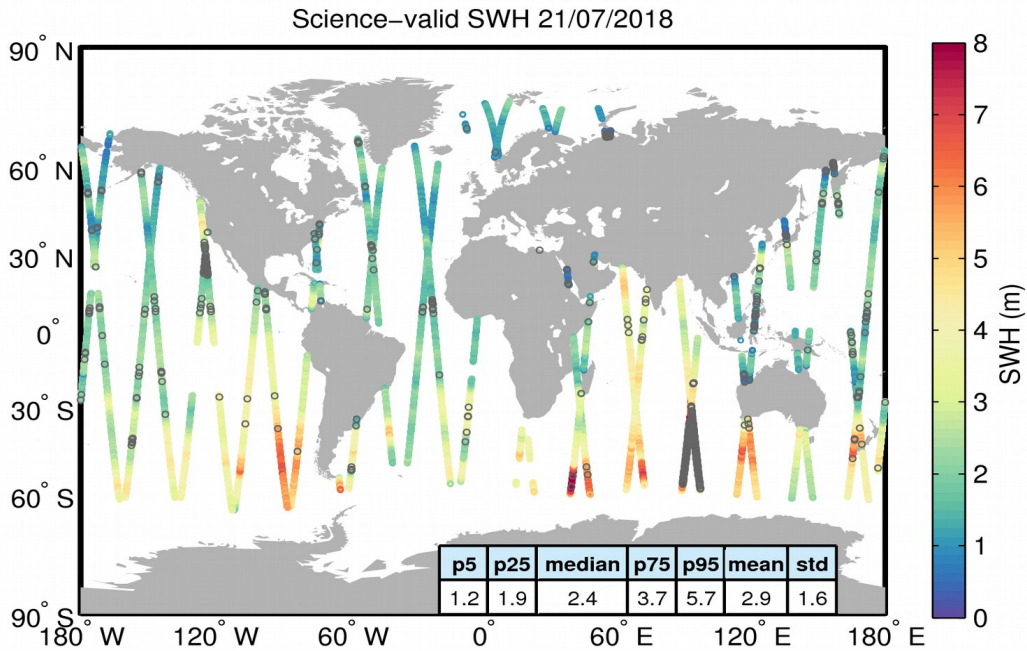 Science−valid SWH 21/07/2018
90° N
60° N
30° N
0°
30° S
60° S
90° S
180° W
120° W
60° W
0°
60° E
120° E
180° E
p5 p25 median p75 p95 mean std
1.2 1.9 2.4 3.7 5.7 2.9 1.6
8
7
6
5
4
3
2
1
0
SWH (m)